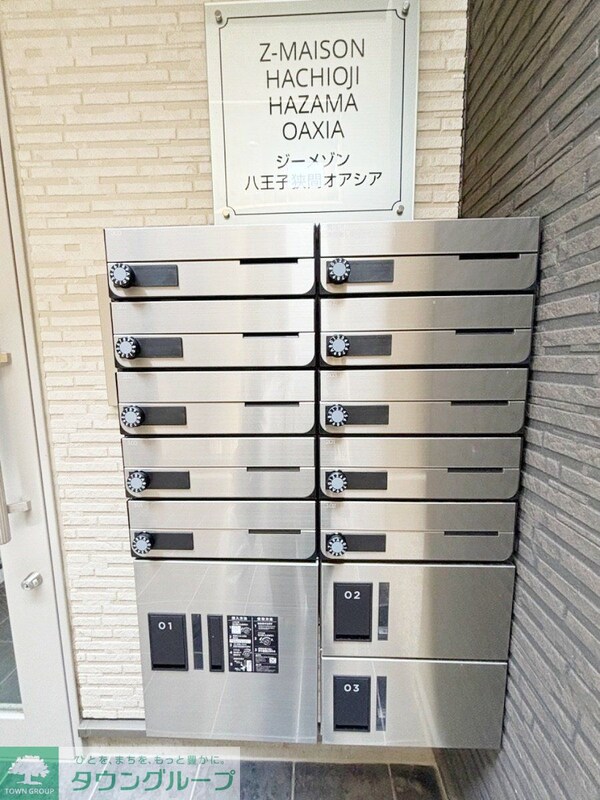 Z-MAISON
HACHIOJI
HAZAMA
OAXIA
ジーメゾン
八王子狭間オアシア
01
02
03
ひとを、まちを、もっと豊かに。
タウングループ
TOWN GROUP